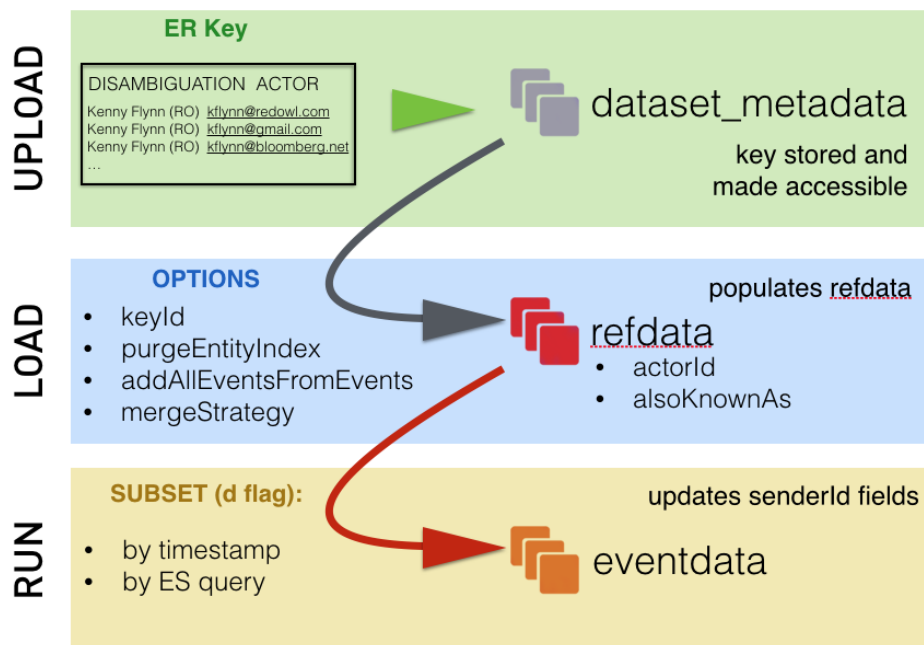 UPLOAD
ER Key
DISAMBIGUATION ACTOR
Kenny Flynn (RO) kflynn@redowl.com
Kenny Flynn (RO) kflynn@gmail.com
Kenny Flynn (RO) kflynn@bloomberg.net
...
dataset_metadata
key stored and
made accessible
LOAD
OPTIONS
• keyId
• purgeEntityIndex
• addAllEventsFromEvents
• mergeStrategy
populates refdata
refdata
• actorId
• alsoKnownAs
RUN
SUBSET (d flag):
• by timestamp
• by ES query
updates senderId fields
eventdata